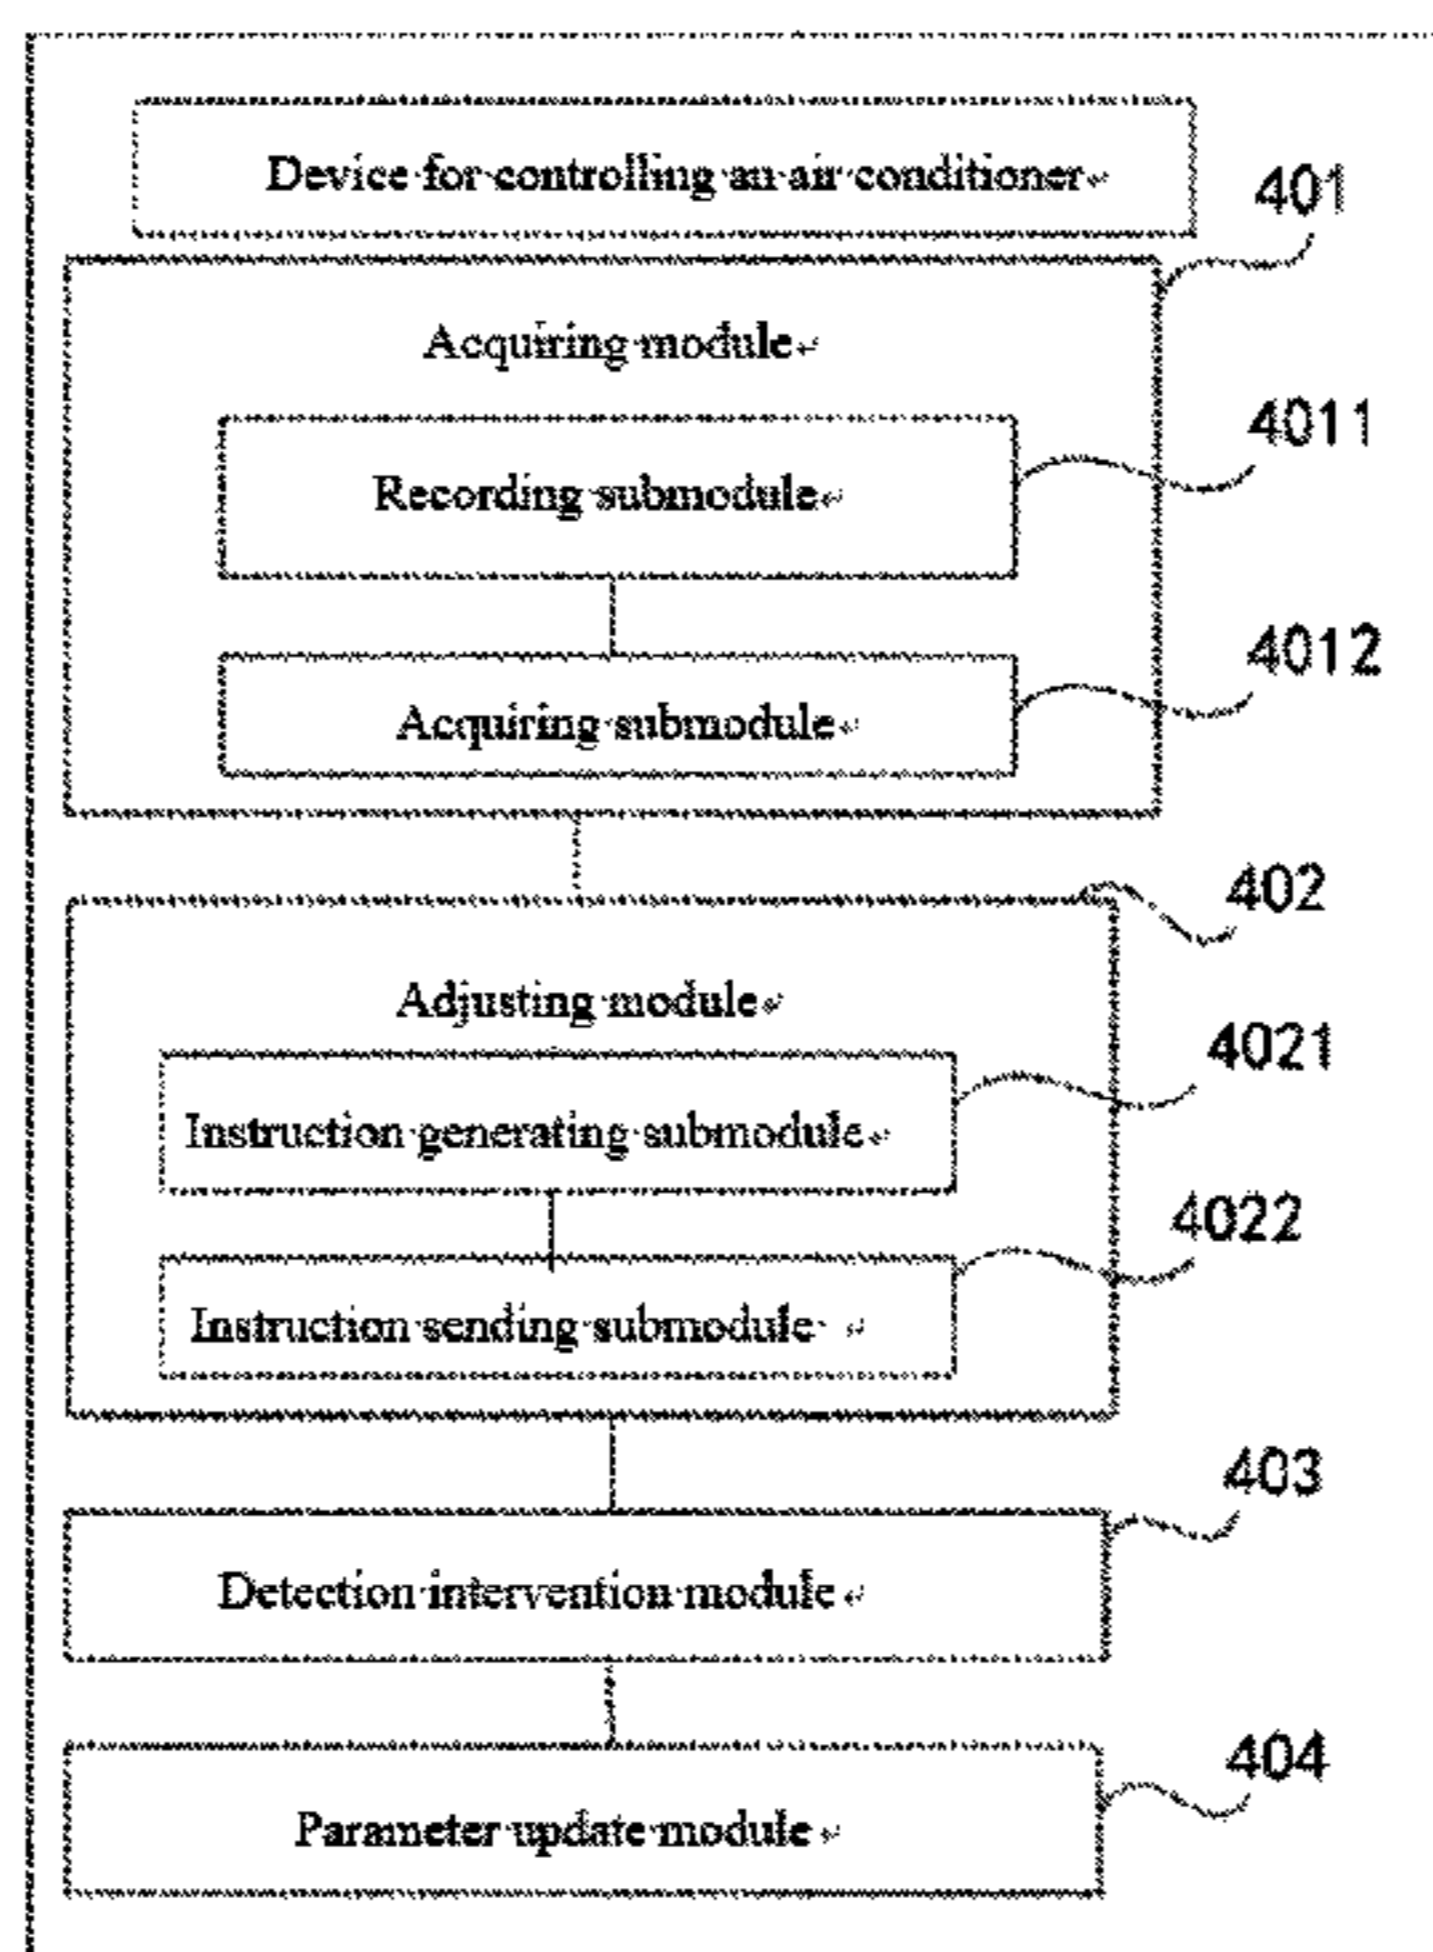 Device for controlling an air conditioner
401
Acquiring module
4011
Recording submodule
4012
Acquiring submodule
402
Adjusting module
4021
Instruction generating submodule
4022
Instruction sending submodule
403
Detection intervention module
404
Parameter update module